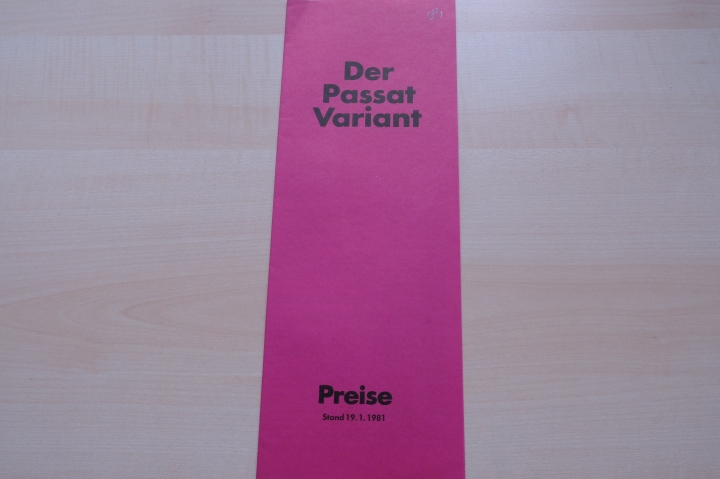 Der
Passat
Variant
Preise
Stand 19.1.1981